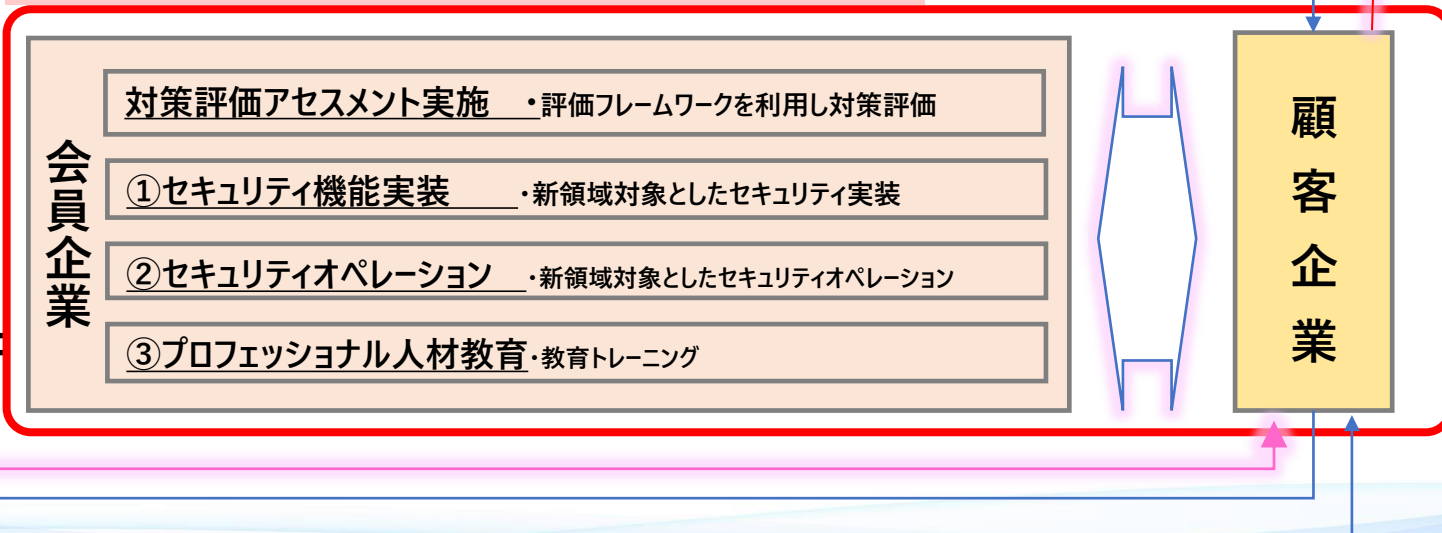 会員企業
対策評価アセスメント実施　・評価フレームワークを利用し対策評価
①セキュリティ機能実装　・新領域対象としたセキュリティ実装
②セキュリティオペレーション　・新領域対象としたセキュリティオペレーション
③プロフェッショナル人材教育・教育トレーニング
顧客企業